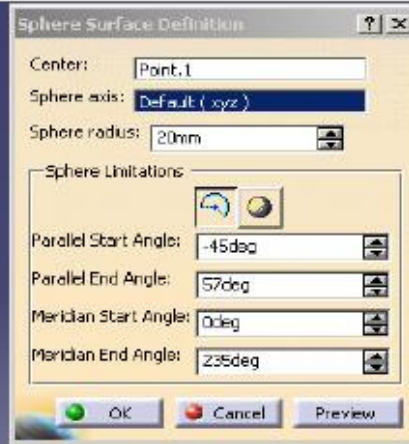 Sphere Surface Definition ? ×
Center: Point.1
Sphere axis: Default ( xyz )
Sphere radius: 20mm
Sphere Limitations
Parallel Start Angle: -45deg
Parallel End Angle: 57deg
Meridian Start Angle: 0deg
Meridian End Angle: 235deg
OK Cancel Preview